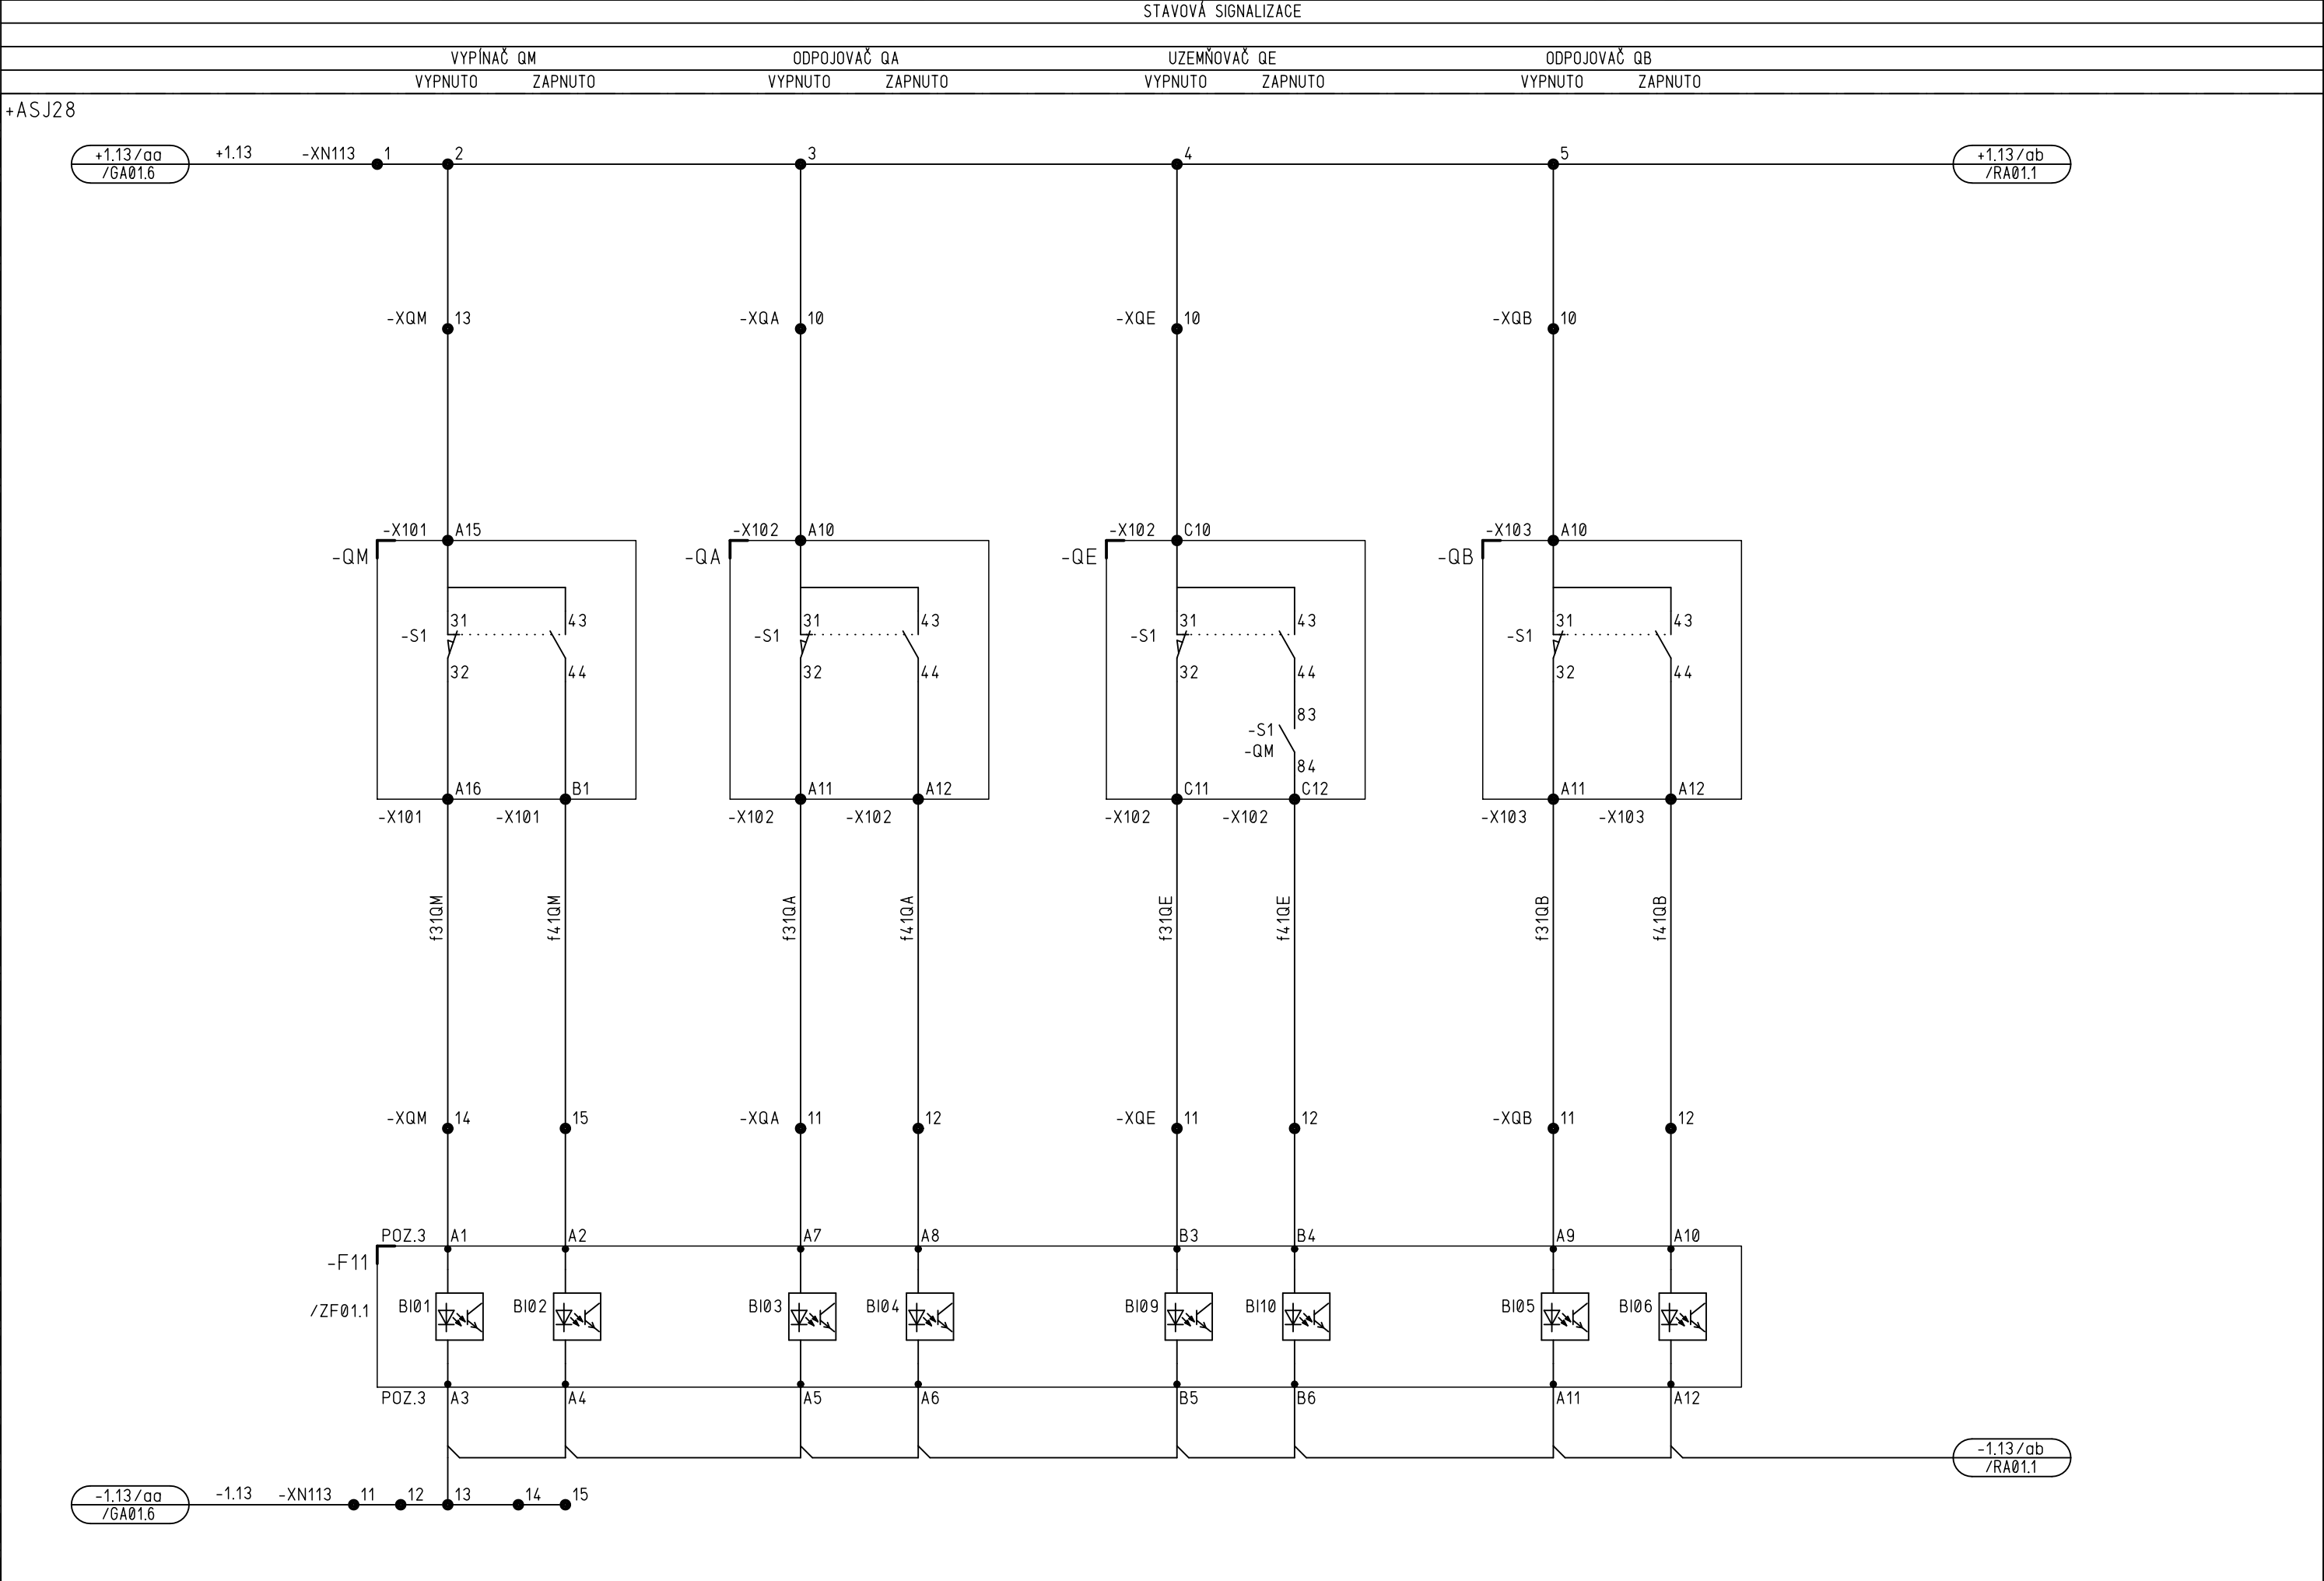 STAVOVÁ SIGNALIZACE
VYPÍNAČ QM ODPOJOVAČ QA UZEMŇOVAČ QE ODPOJOVAČ QB
VYPNUTO ZAPNUTO VYPNUTO ZAPNUTO VYPNUTO ZAPNUTO VYPNUTO ZAPNUTO
+ASJ28
+1.13/aa +1.13 -XN113 1 2 3 4 5 +1.13/ab
/GA01.6 /RA01.1
-XQM 13 -XQA 10 -XQE 10 -XQB 10
-X101 A15 -X102 A10 -X102 C10 -X103 A10
-QM -QA -QE -QB
31 43 31 43 31 43 31 43
-S1 -S1 -S1 -S1
32 44 32 44 32 44 32 44
83
-S1
-QM
84
A16 B1 A11 A12 C11 C12 A11 A12
-X101 -X101 -X102 -X102 -X102 -X102 -X103 -X103
f31QM f41QM f31QA f41QA f31QE f41QE f31QB f41QB
-XQM 14 15 -XQA 11 12 -XQE 11 12 -XQB 11 12
POZ.3 A1 A2 A7 A8 B3 B4 A9 A10
-F11
/ZF01.1 BI01 BI02 BI03 BI04 BI09 BI10 BI05 BI06
POZ.3 A3 A4 A5 A6 B5 B6 A11 A12
-1.13/ab
/RA01.1
-1.13/aa -1.13 -XN113 11 12 13 14 15
/GA01.6